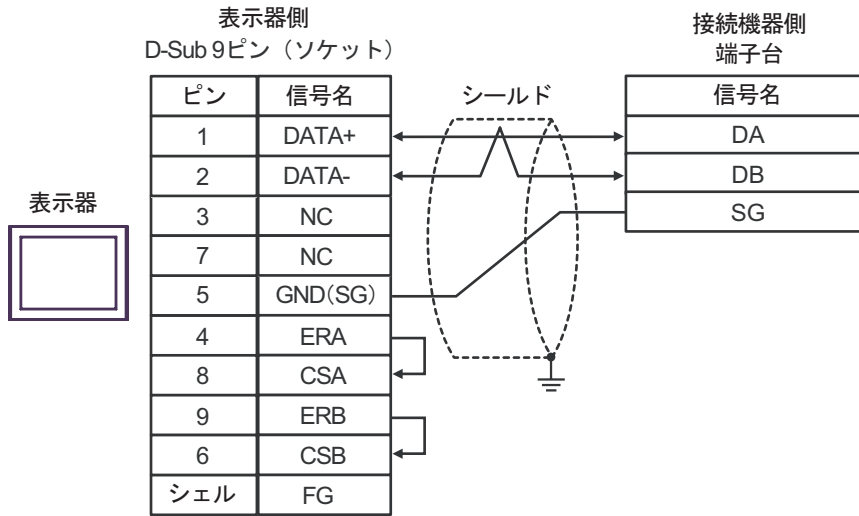 表示器側
D-Sub 9ピン（ソケット）
接続機器側
端子台
ピン 信号名 シールド 信号名
1 DATA+ DA
2 DATA- DB
3 NC SG
表示器
7 NC
5 GND(SG)
4 ERA
8 CSA
9 ERB
6 CSB
シェル FG